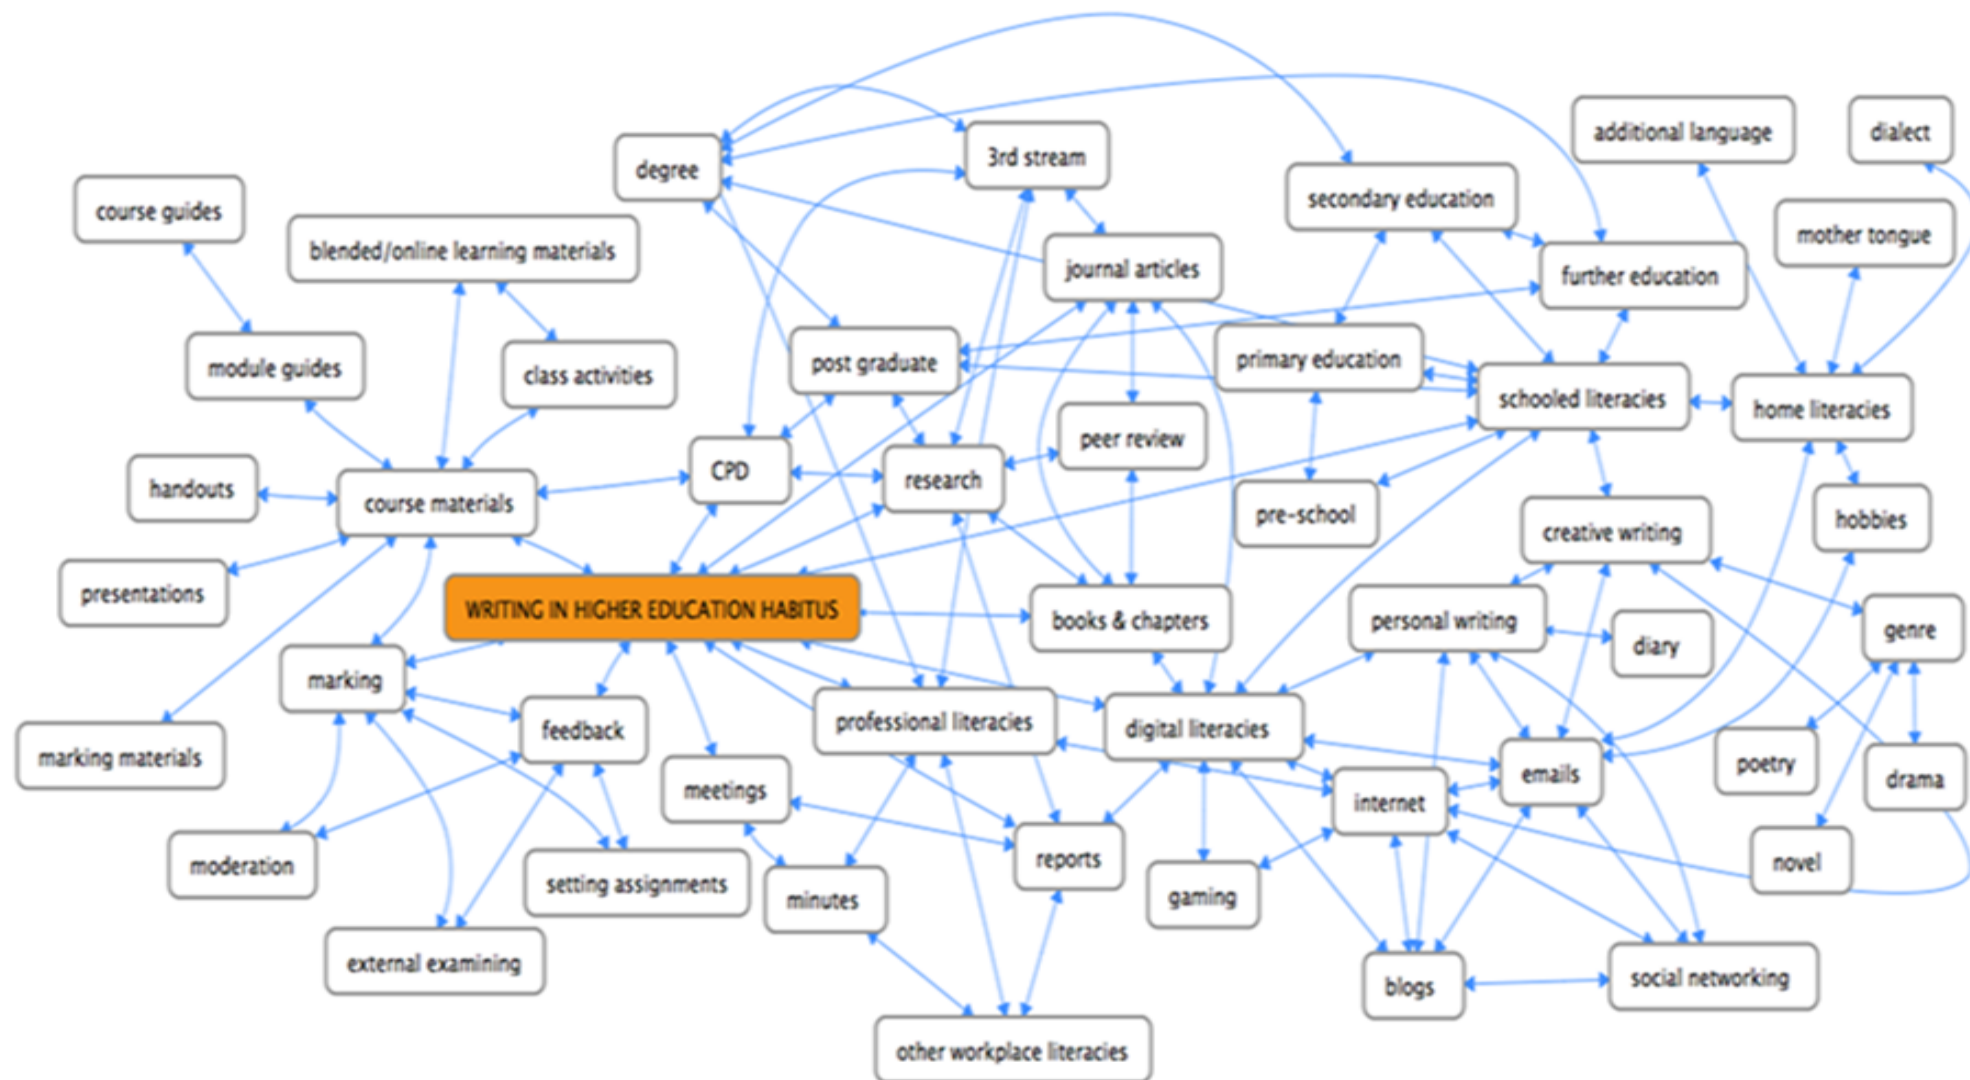 additional language
dialect
degree
3rd stream
secondary education
course guides
mother tongue
blended/online learning materials
journal articles
further education
module guides
class activities
post graduate
primary education
schooled literacies
home literacies
peer review
handouts
course materials
CPD
research
pre-school
creative writing
hobbies
presentations
WRITING IN HIGHER EDUCATION HABITUS
books & chapters
personal writing
diary
genre
marking
feedback
professional literacies
digital literacies
marking materials
meetings
internet
emails
poetry
drama
moderation
setting assignments
minutes
reports
gaming
novel
external examining
blogs
social networking
other workplace literacies